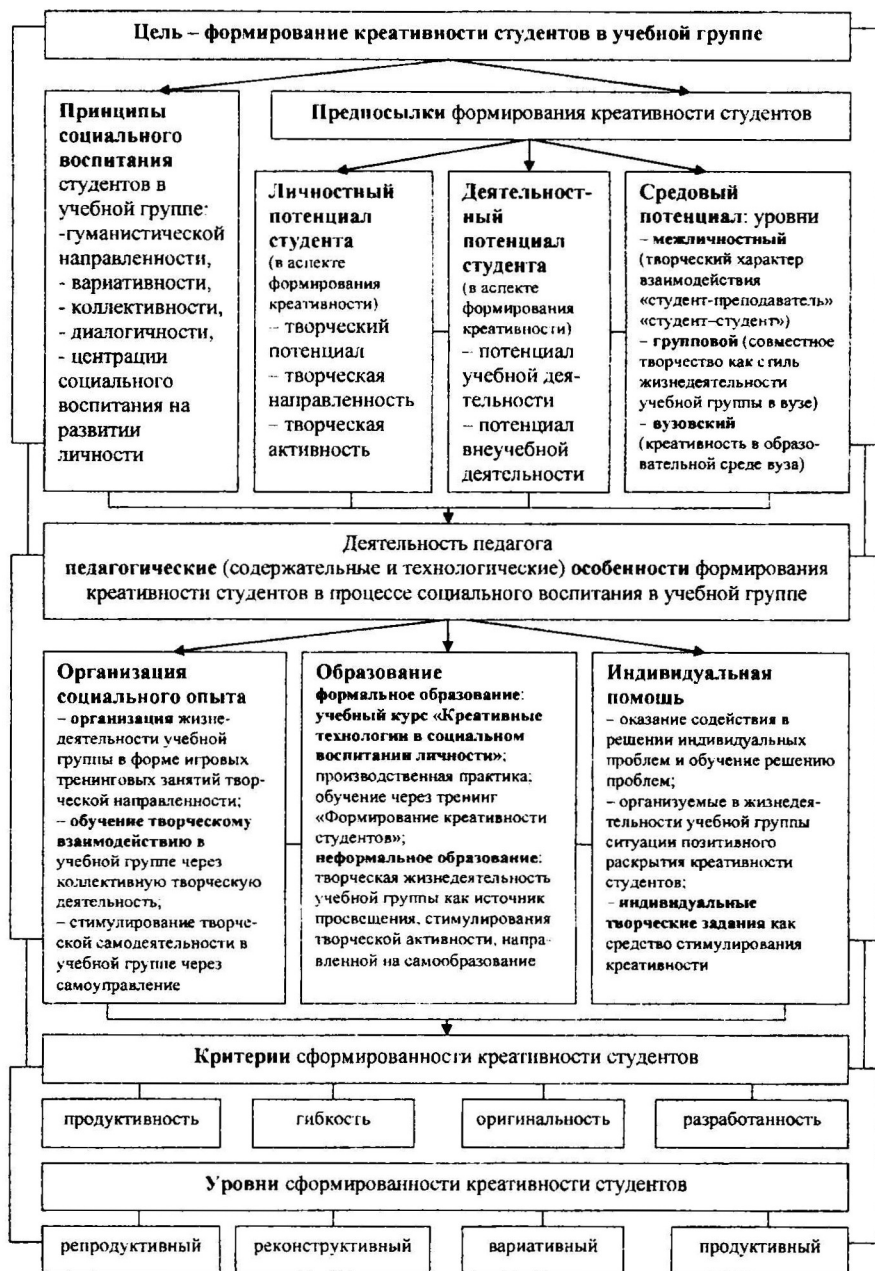 Цель – формирование креативности студентов в учебной группе
Принципы
социального
воспитания
студентов в
учебной группе:
-гуманистической
направленности,
- вариативности,
- коллективности,
- диалогичности,
- центрации
социального
воспитания на
развитии
личности
Предпосылки формирования креативности студентов
Личностный
потенциал
студента
(в аспекте
формирования
креативности)
– творческий
потенциал
– творческая
направленность
– творческая
активность
Деятельност-
ный
потенциал
студента
(в аспекте
формирования
креативности)
– потенциал
учебной дея-
тельности
– потенциал
внеучебной
деятельности
Средовый
потенциал: уровни
– межличностный
(творческий характер
взаимодействия
«студент-преподаватель»
«студент–студент»)
– групповой (совместное
творчество как стиль
жизнедеятельности
учебной группы в вузе)
– вузовский
(креативность в образо-
вательной среде вуза)
Деятельность педагога
педагогические (содержательные и технологические) особенности формирования
креативности студентов в процессе социального воспитания в учебной группе
Организация
социального опыта
– организация жизне-
деятельности учебной
группы в форме игровых
тренинговых занятий твор-
ческой направленности;
– обучение творческому
взаимодействию в
учебной группе через
коллективную творческую
деятельность;
– стимулирование творче-
ской самодеятельности в
учебной группе через
самоуправление
Образование
формальное образование:
учебный курс «Креативные
технологии в социальном
воспитании личности»;
производственная практика;
обучение через тренинг
«Формирование креативности
студентов»;
неформальное образование:
творческая жизнедеятельность
учебной группы как источник
просвещения, стимулирования
творческой активности, напра-
вленной на самообразование
Индивидуальная
помощь
– оказание содействия в
решении индивидуальных
проблем и обучение решению
проблем;
– организуемые в жизнедея-
тельности учебной группы
ситуации позитивного
раскрытия креативности
студентов;
– индивидуальные
творческие задания как
средство стимулирования
креативности
Критерии сформированности креативности студентов
продуктивность
гибкость
оригинальность
разработанность
Уровни сформированности креативности студентов
репродуктивный
реконструктивный
вариативный
продуктивный